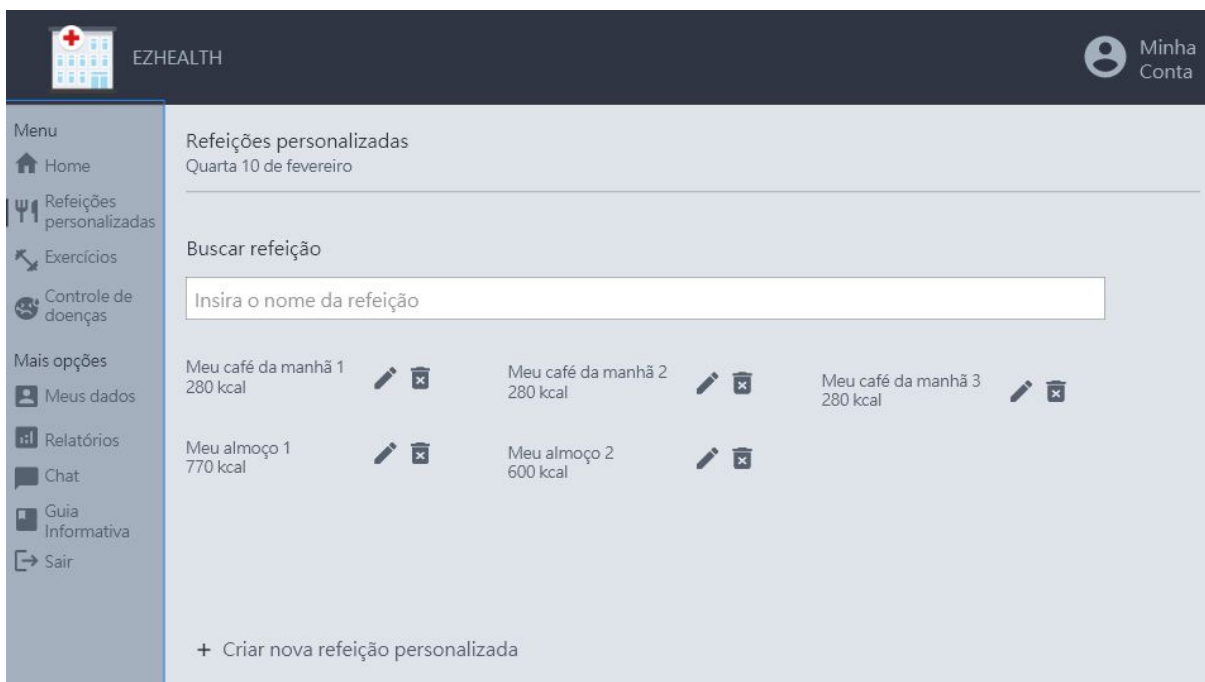 EZHEALTH
Minha
Conta
Menu
Home
Refeições
personalizadas
Exercícios
Controle de
doenças
Mais opções
Meus dados
Relatórios
Chat
Guia
Informativa
Sair
Refeições personalizadas
Quarta 10 de fevereiro
Buscar refeição
Insira o nome da refeição
Meu café da manhã 1
280 kcal
Meu café da manhã 2
280 kcal
Meu café da manhã 3
280 kcal
Meu almoço 1
770 kcal
Meu almoço 2
600 kcal
+ Criar nova refeição personalizada